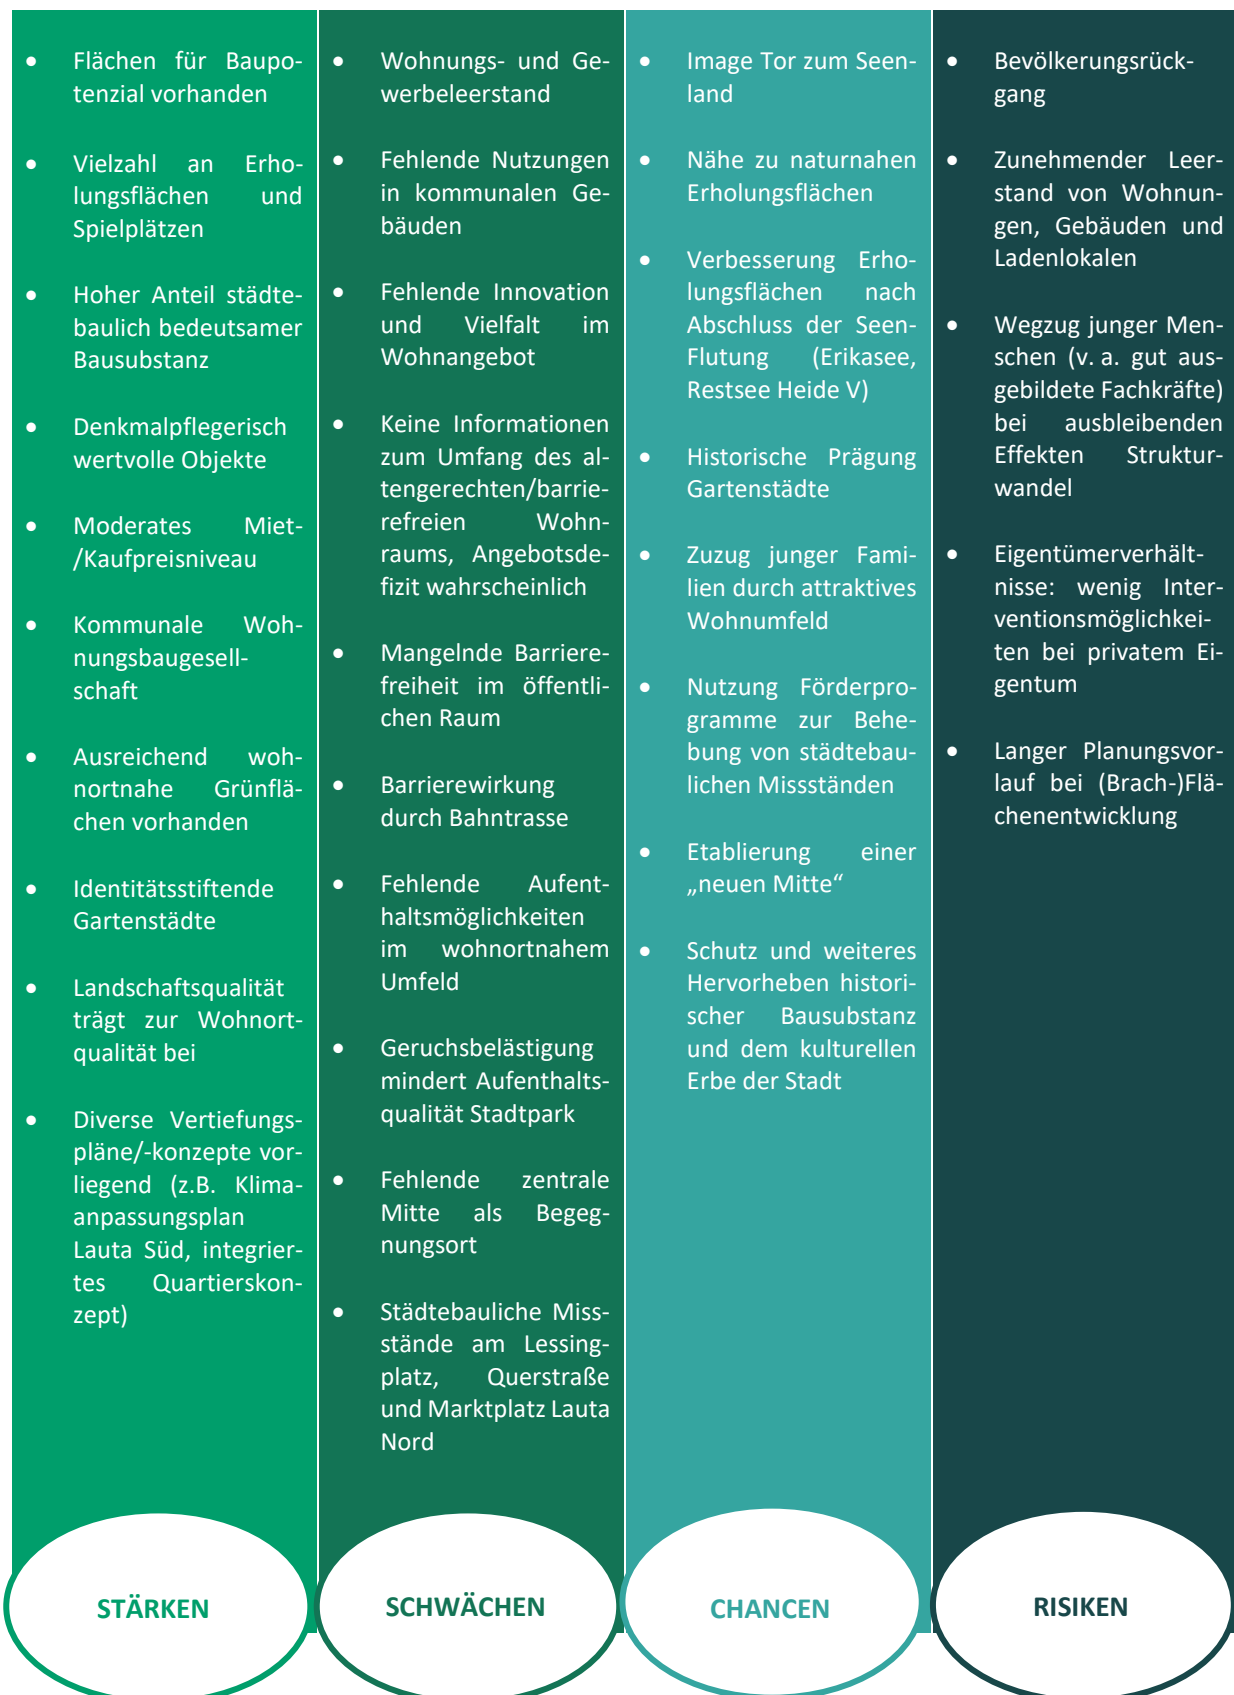 • Flächen für Baupo-
tenzial vorhanden
• Vielzahl an Erho-
lungsflächen und
Spielplätzen
• Hoher Anteil städte-
baulich bedeutsamer
Bausubstanz
• Denkmalpflegerisch
wertvolle Objekte
• Moderates Miet-
/Kaufpreisniveau
• Kommunale Woh-
nungsbaugesell-
schaft
• Ausreichend woh-
nortnahe Grünflä-
chen vorhanden
• Identitätsstiftende
Gartenstädte
• Landschaftsqualität
trägt zur Wohnort-
qualität bei
• Diverse Vertiefungs-
pläne/-konzepte vor-
liegend (z.B. Klima-
anpassungsplan
Lauta Süd, integrier-
tes Quartierskon-
zept)
STÄRKEN
• Wohnungs- und Ge-
werbeleerstand
• Fehlende Nutzungen
in kommunalen Ge-
bäuden
• Fehlende Innovation
und Vielfalt im
Wohnangebot
• Keine Informationen
zum Umfang des al-
tengerechten/barrie-
refreien Wohn-
raums, Angebotsde-
fizit wahrscheinlich
• Mangelnde Barriere-
freiheit im öffentli-
chen Raum
• Barrierewirkung
durch Bahntrasse
• Fehlende Aufent-
haltsmöglichkeiten
im wohnortnahem
Umfeld
• Geruchsbelästigung
mindert Aufenthalts-
qualität Stadtpark
• Fehlende zentrale
Mitte als Begeg-
nungsort
• Städtebauliche Miss-
stände am Lessing-
platz, Querstraße
und Marktplatz Lauta
Nord
SCHWÄCHEN
• Image Tor zum Seen-
land
• Nähe zu naturnahen
Erholungsflächen
• Verbesserung Erho-
lungsflächen nach
Abschluss der Seen-
Flutung (Erikasee,
Restsee Heide V)
• Historische Prägung
Gartenstädte
• Zuzug junger Fami-
lien durch attraktives
Wohnumfeld
• Nutzung Förderpro-
gramme zur Behe-
bung von städtebau-
lichen Missständen
• Etablierung einer
„neuen Mitte“
• Schutz und weiteres
Hervorheben histori-
scher Bausubstanz
und dem kulturellen
Erbe der Stadt
CHANCEN
• Bevölkerungsrück-
gang
• Zunehmender Leer-
stand von Wohnun-
gen, Gebäuden und
Ladenlokalen
• Wegzug junger Men-
schen (v. a. gut aus-
gebildete Fachkräfte)
bei ausbleibenden
Effekten Struktur-
wandel
• Eigentümerverhält-
nisse: wenig Inter-
ventionsmöglichkei-
ten bei privatem Ei-
gentum
• Langer Planungsvor-
lauf bei (Brach-)Flä-
chenentwicklung
RISIKEN